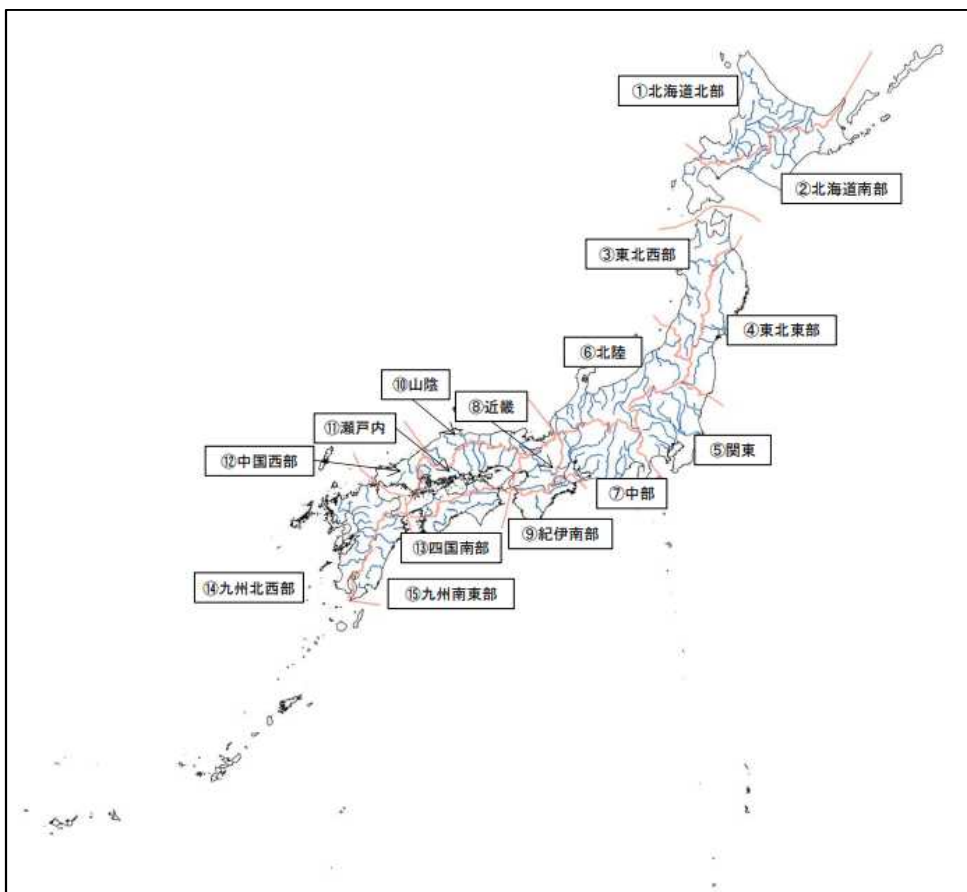 ①北海道北部
②北海道南部
③東北西部
④東北東部
⑥北陸
⑩山陰
⑧近畿
⑪瀬戸内
⑤関東
⑫中国西部
⑦中部
⑨紀伊南部
⑬四国南部
⑭九州北西部
⑮九州南東部